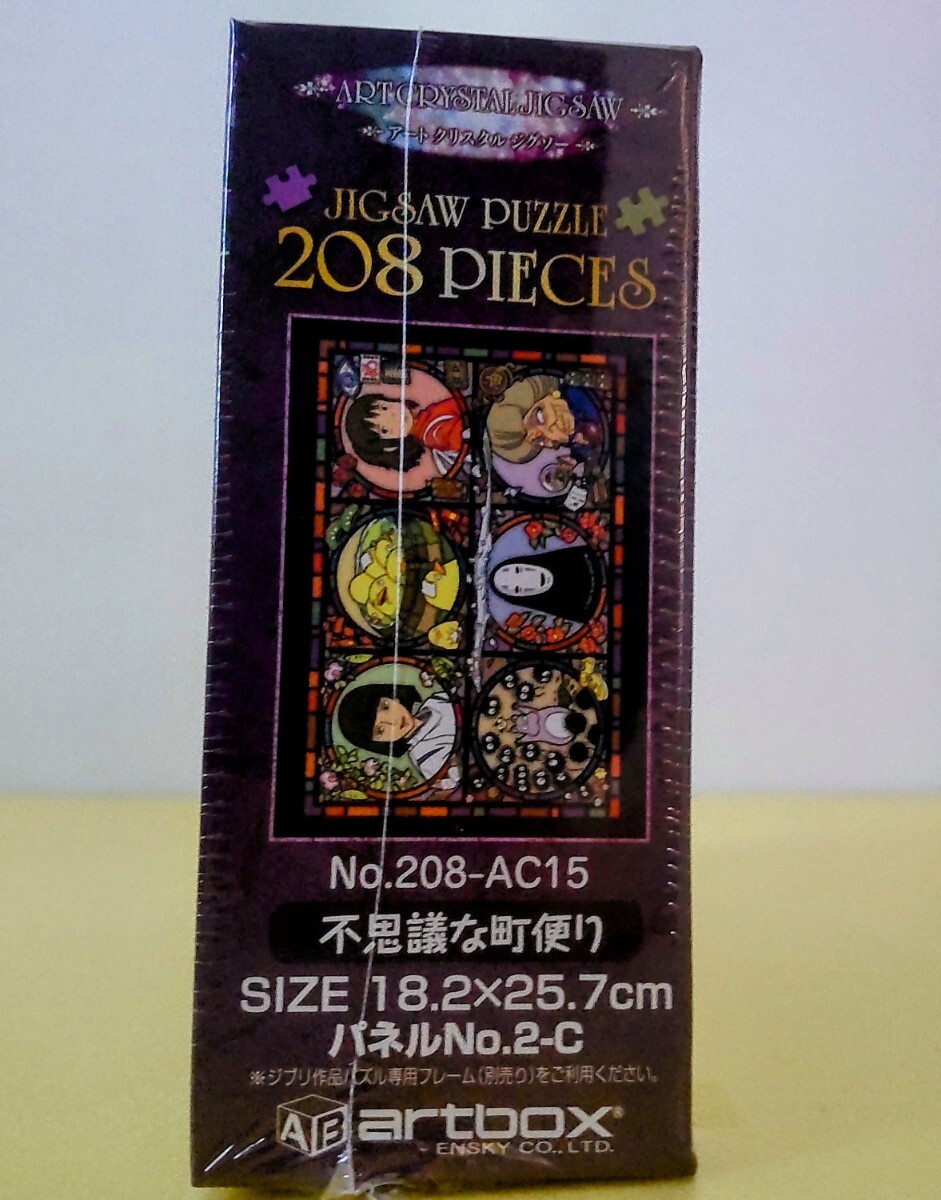 ART CRYSTAL JIGSAW
アート クリスタル ジグソー
JIGSAW PUZZLE
208 PIECES
No.208-AC15
不思議な町便り
SIZE 18.2×25.7cm
パネルNo.2-C
※ジブリ作品パズル専用フレーム(別売り)をご利用ください。
AB artbox®
ENSKY CO., LTD.